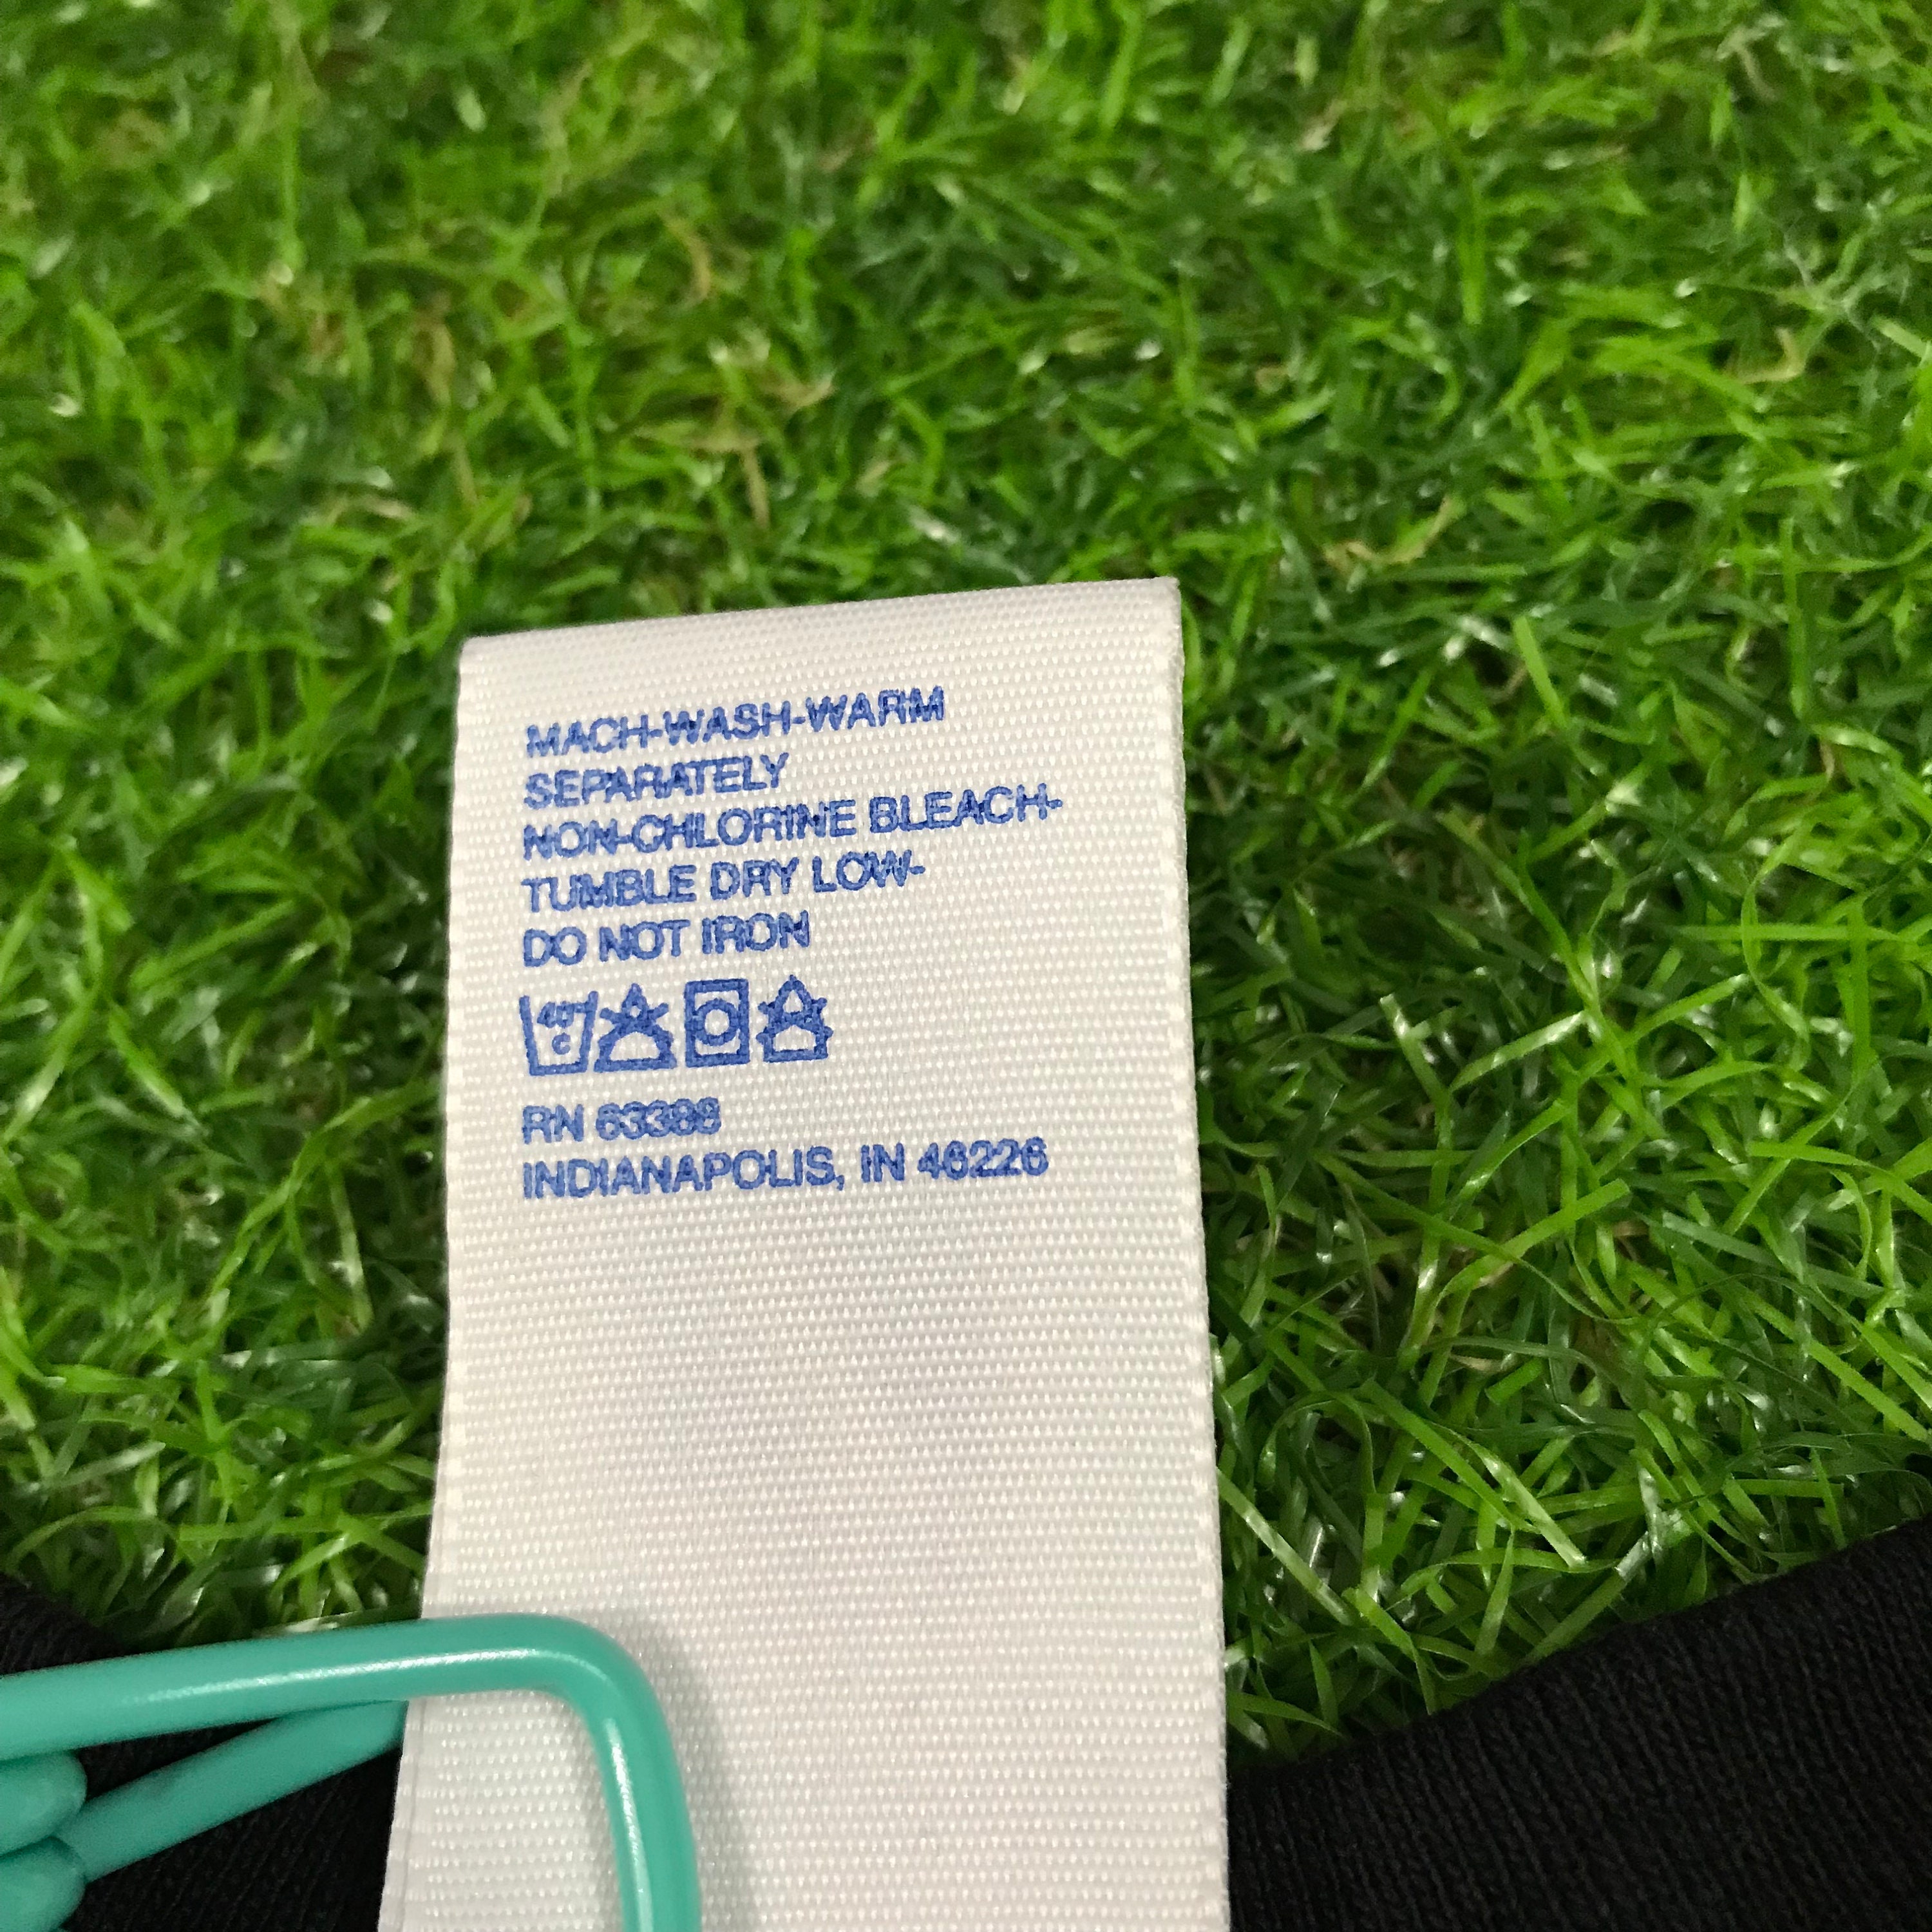 MACH-WASH-WARM
SEPARATELY
NON-CHLORINE BLEACH-
TUMBLE DRY LOW-
DO NOT IRON
40°
C
RN 63388
INDIANAPOLIS, IN 46226